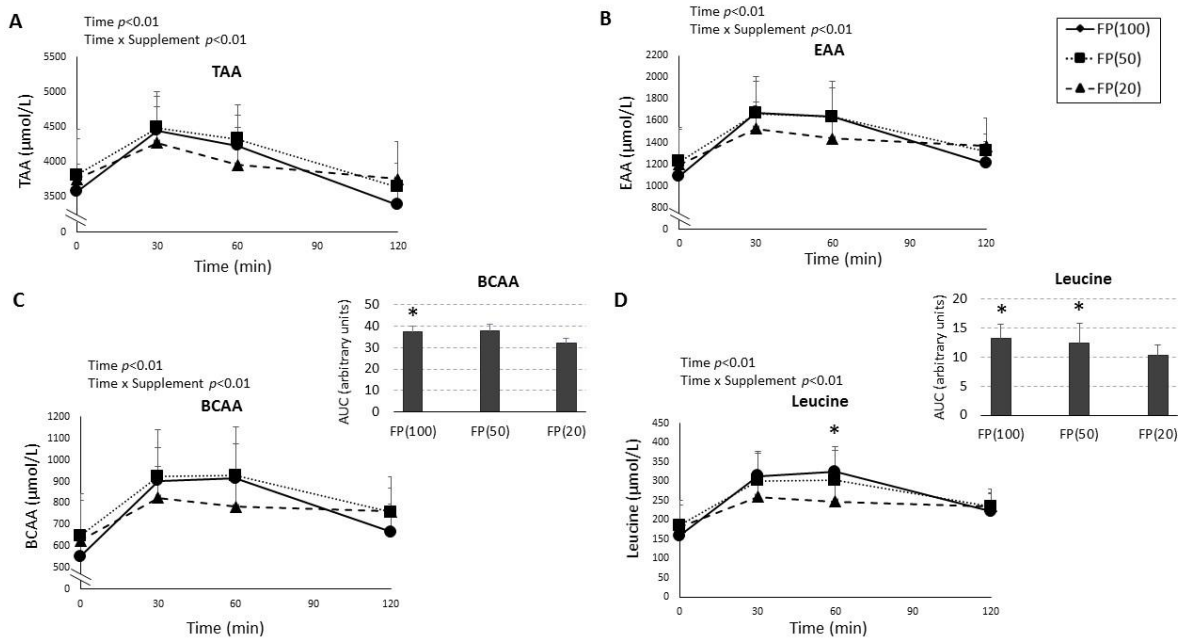 A
Time p<0.01
Time x Supplement p<0.01
TAA
TAA (µmol/L)
5500
5000
4500
4000
3500
0
0 30 60 90 120
Time (min)
B
Time p<0.01
Time x Supplement p<0.01
EAA
EAA (µmol/L)
2200
2000
1800
1600
1400
1200
1000
800
0
0 30 60 90 120
Time (min)
FP(100)
FP(50)
FP(20)
C
Time p<0.01
Time x Supplement p<0.01
BCAA
BCAA (µmol/L)
1200
1100
1000
900
800
700
600
500
0
0 30 60 90 120
Time (min)
BCAA
AUC (arbitrary units)
50
40
30
20
10
0
*
FP(100) FP(50) FP(20)
D
Time p<0.01
Time x Supplement p<0.01
Leucine
*
Leucine (µmol/L)
450
400
350
300
250
200
150
100
50
0
0 30 60 90 120
Time (min)
Leucine
AUC (arbitrary units)
20
15
10
5
0
* *
FP(100) FP(50) FP(20)